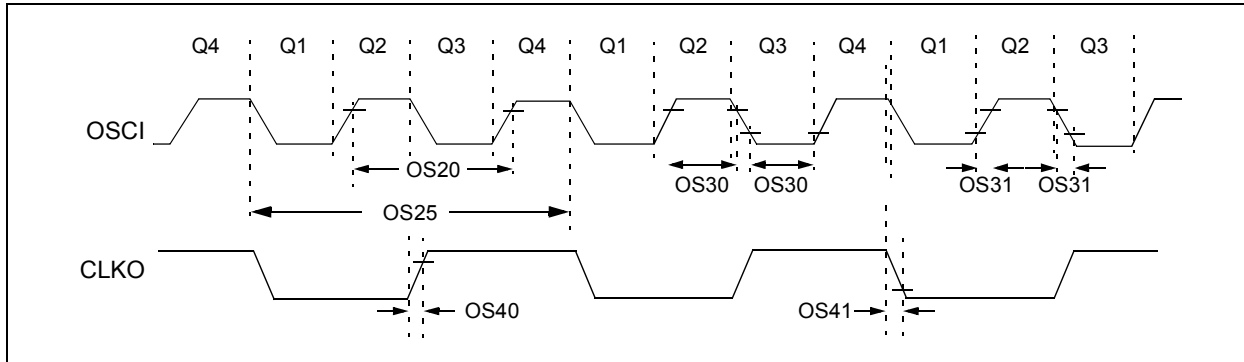 Q4 Q1 Q2 Q3 Q4 Q1 Q2 Q3 Q4 Q1 Q2 Q3
OSCI
OS20
OS30 OS30
OS31 OS31
OS25
CLKO
OS40
OS41